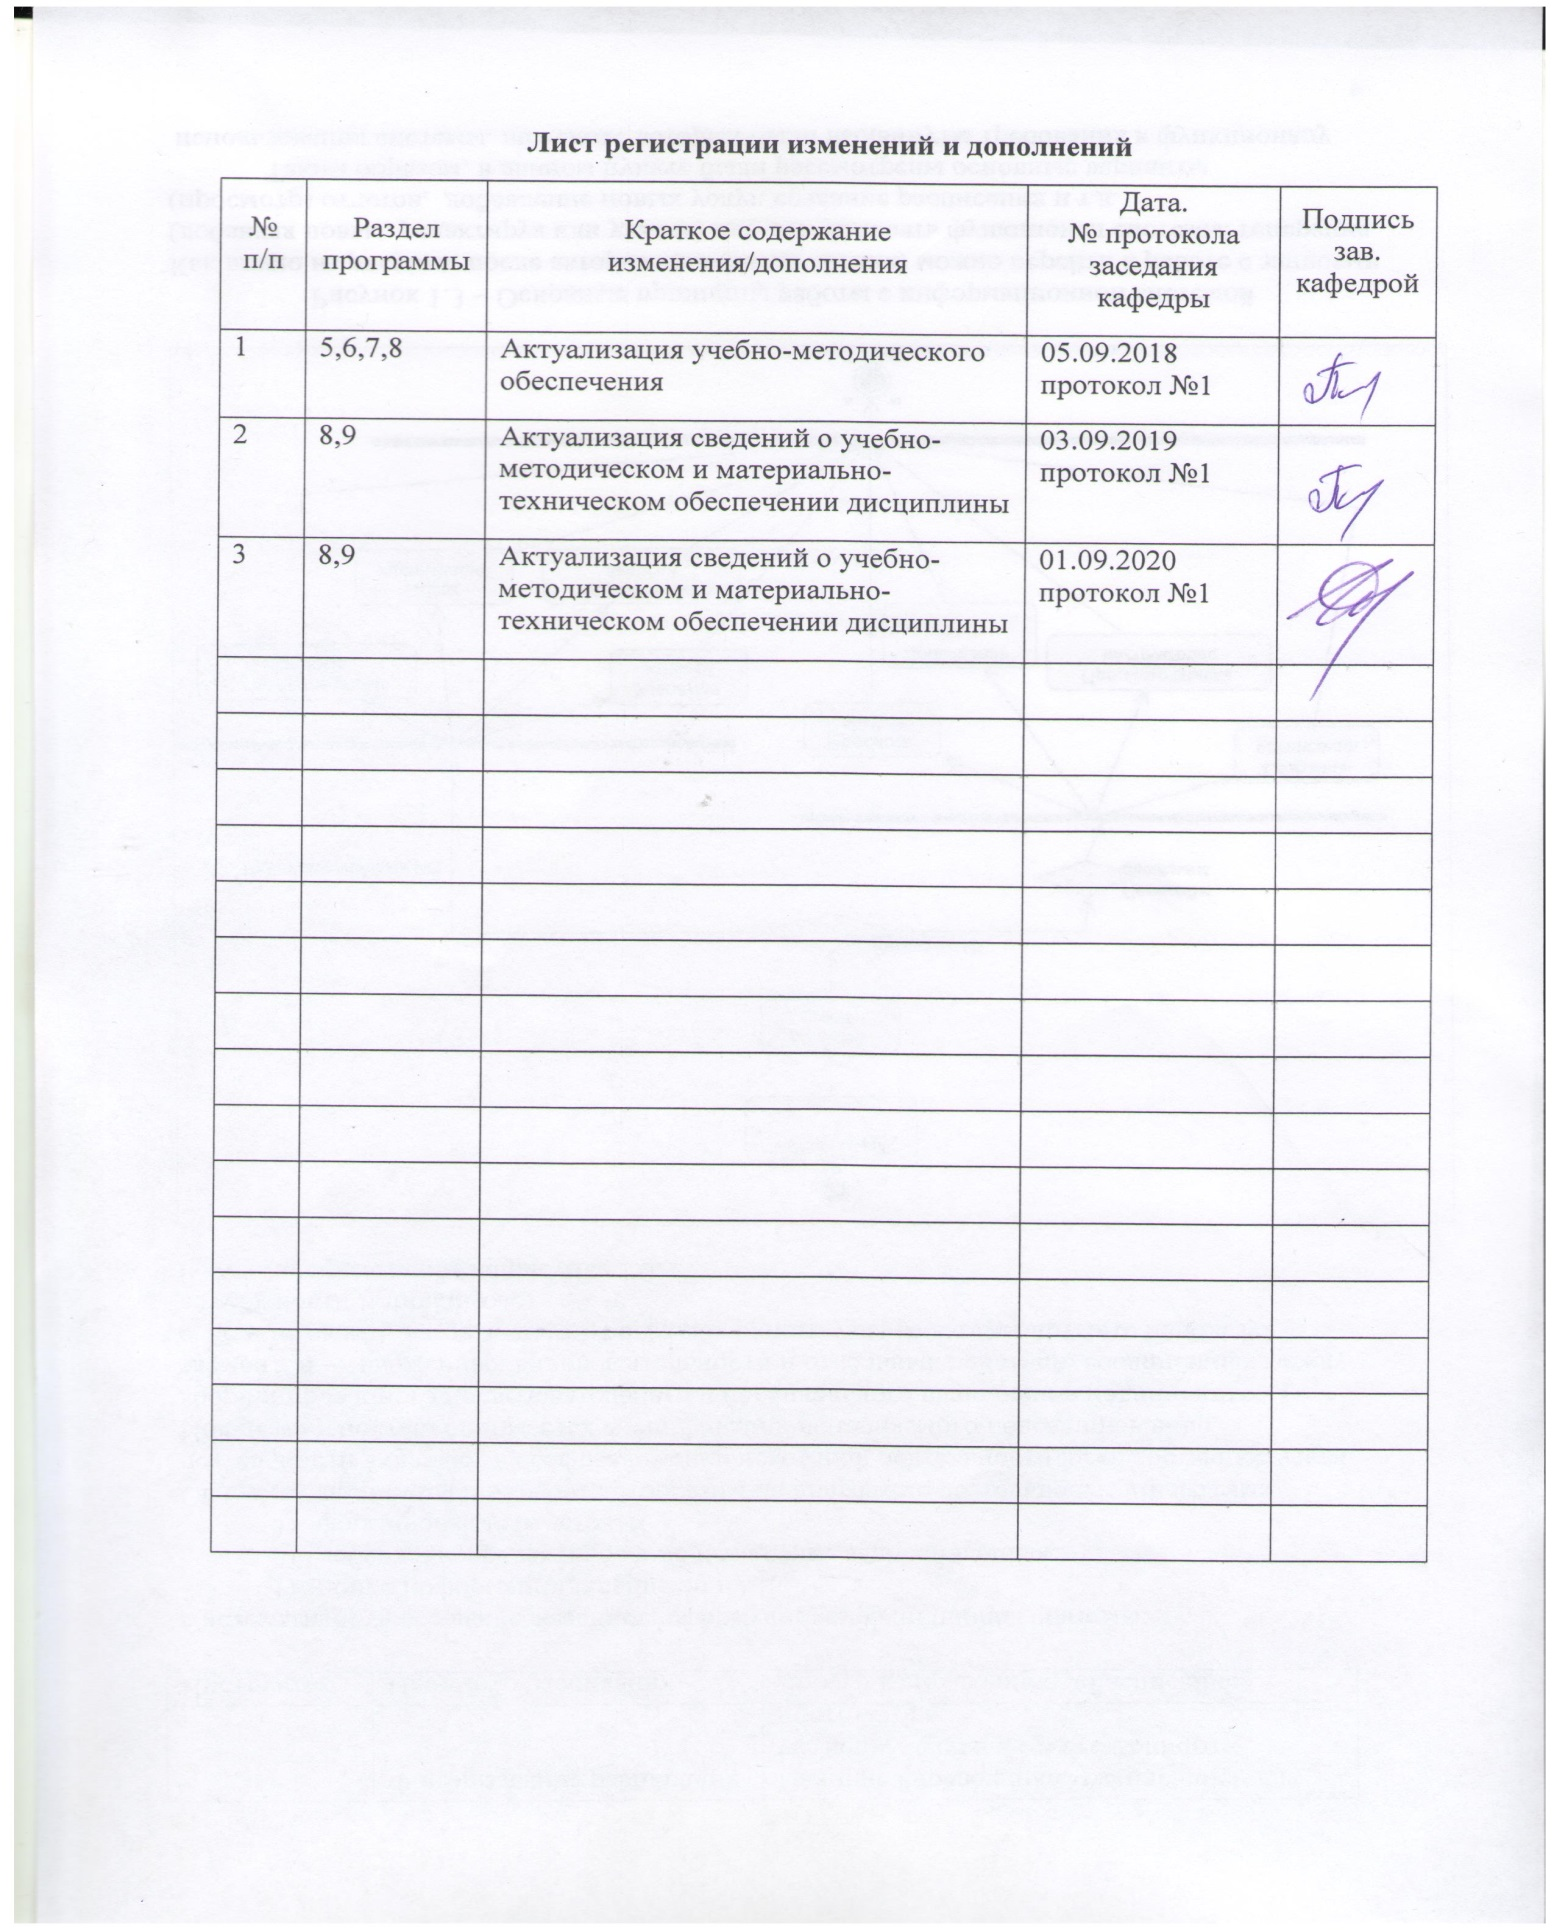 Лист регистрации изменений и дополнений
№
п/п
Раздел
программы
Краткое содержание
изменения/дополнения
Дата.
№ протокола
заседания
кафедры
Подпись
зав.
кафедрой
1
5,6,7,8
Актуализация учебно-методического
обеспечения
05.09.2018
протокол №1
2
8,9
Актуализация сведений о учебно-
методическом и материально-
техническом обеспечении дисциплины
03.09.2019
протокол №1
3
8,9
Актуализация сведений о учебно-
методическом и материально-
техническом обеспечении дисциплины
01.09.2020
протокол №1